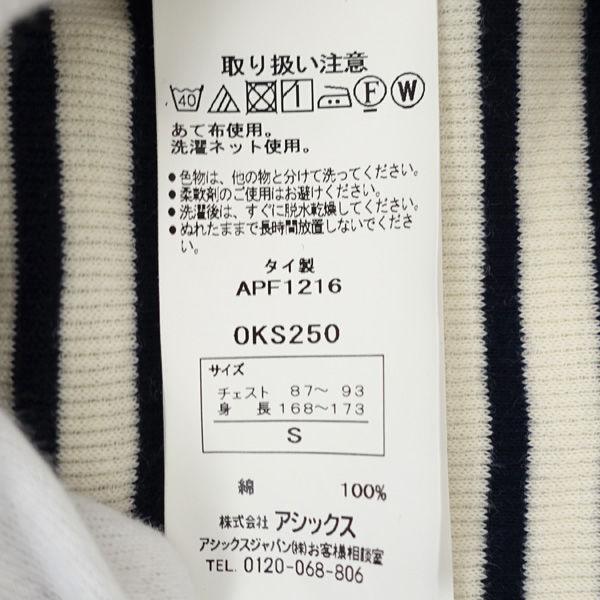 取り扱い注意
40 F W
あて布使用。
洗濯ネット使用。
●色物は、他の物と分けて洗ってください。
●柔軟剤のご使用はお避けください。
●洗濯後は、すぐに脱水乾燥してください。
●ぬれたままで長時間放置しないでくださ
い。
タイ製
APF1216
OKS250
サイズ
チェスト 87～ 93
身 長 168～173
S
綿 100%
株式会社 アシックス
アシックスジャパン㈱お客様相談室
TEL. 0120-068-806